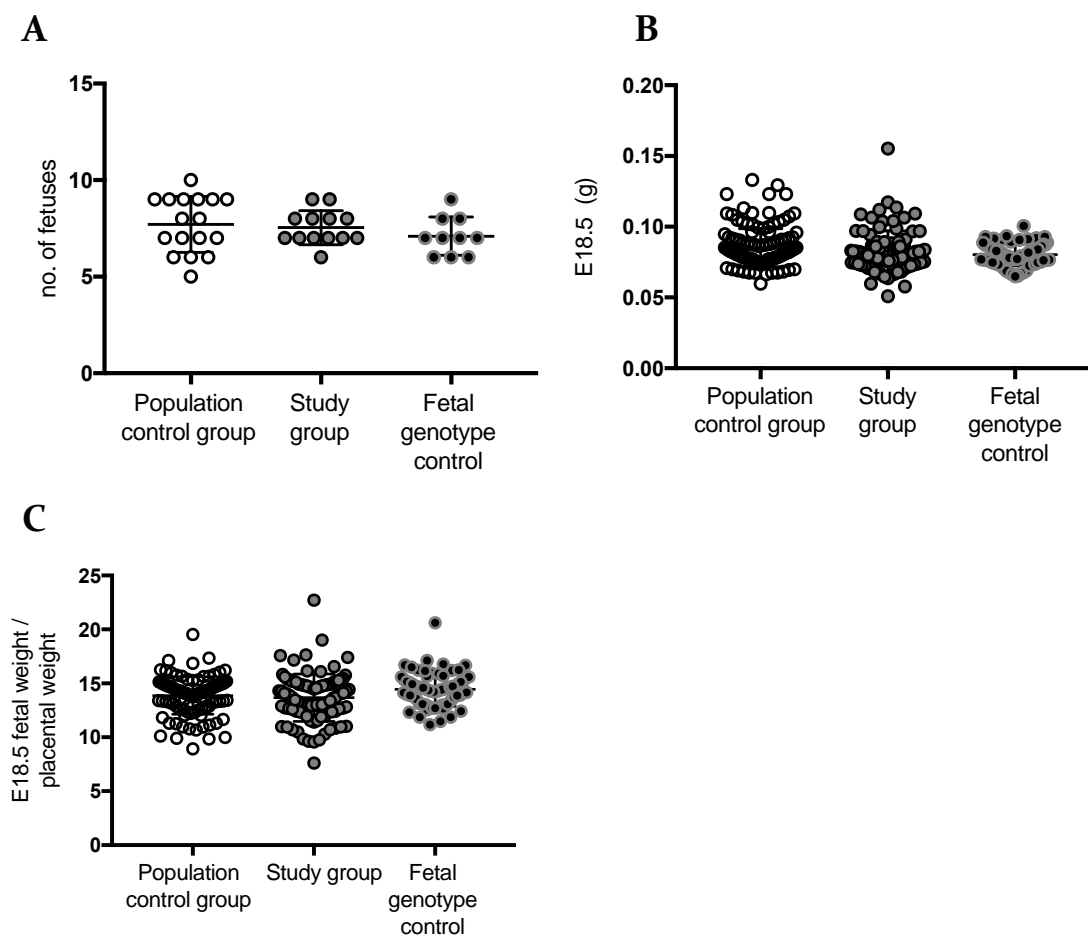 A
no. of fetuses
15
10
5
0
Population
control group
Study
group
Fetal
genotype
control
B
E18.5 (g)
0.20
0.15
0.10
0.05
0.00
Population
control group
Study
group
Fetal
genotype
control
C
E18.5 fetal weight /
placental weight
25
20
15
10
5
0
Population
control group
Study group
Fetal
genotype
control